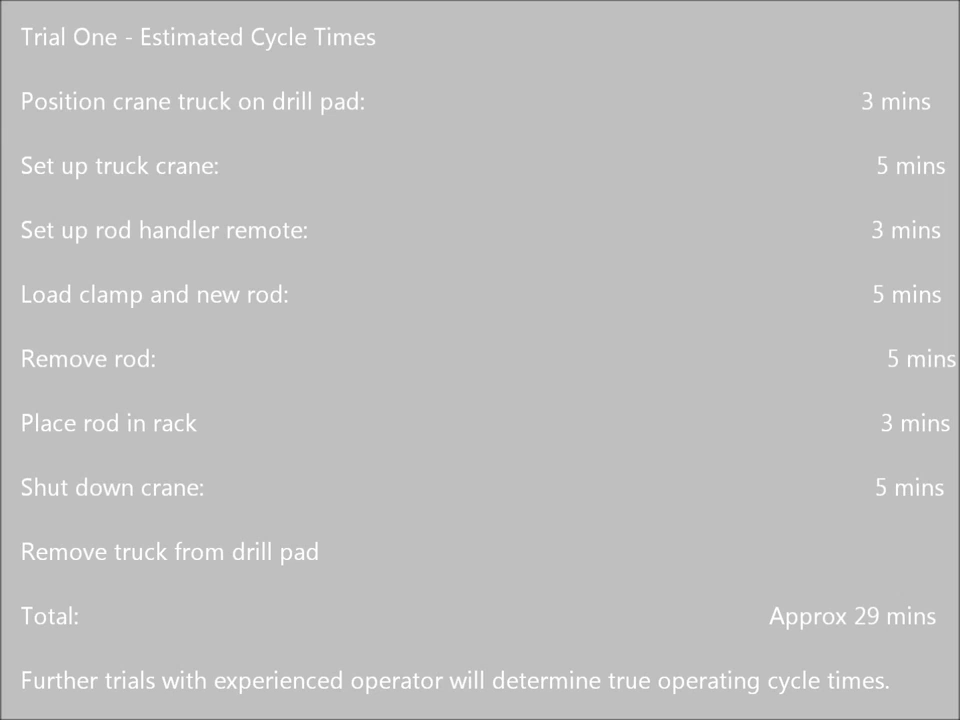 Trial One - Estimated Cycle Times
Position crane truck on drill pad: 3 mins
Set up truck crane: 5 mins
Set up rod handler remote: 3 mins
Load clamp and new rod: 5 mins
Remove rod: 5 mins
Place rod in rack 3 mins
Shut down crane: 5 mins
Remove truck from drill pad
Total: Approx 29 mins
Further trials with experienced operator will determine true operating cycle times.